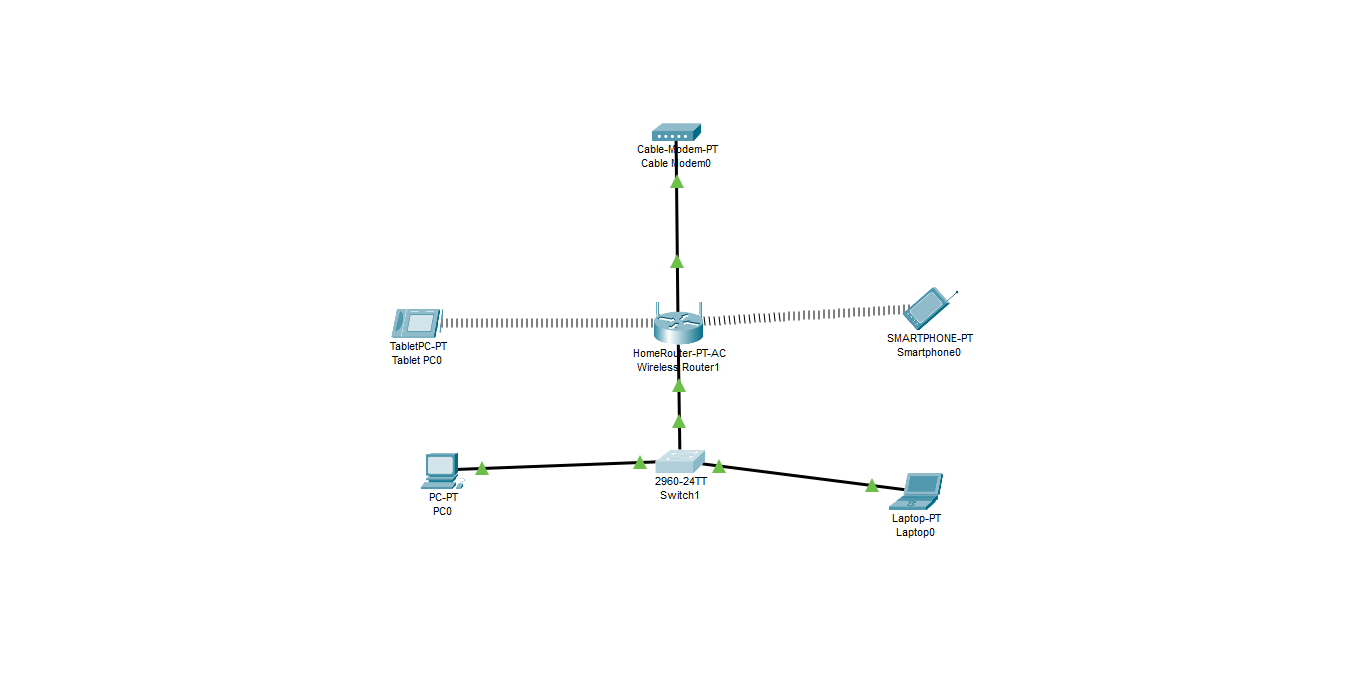 Cable-Modem-PT
Cable Modem0
TabletPC-PT
Tablet PC0
HomeRouter-PT-AC
Wireless Router1
SMARTPHONE-PT
Smartphone0
PC-PT
PC0
2960-24TT
Switch1
Laptop-PT
Laptop0